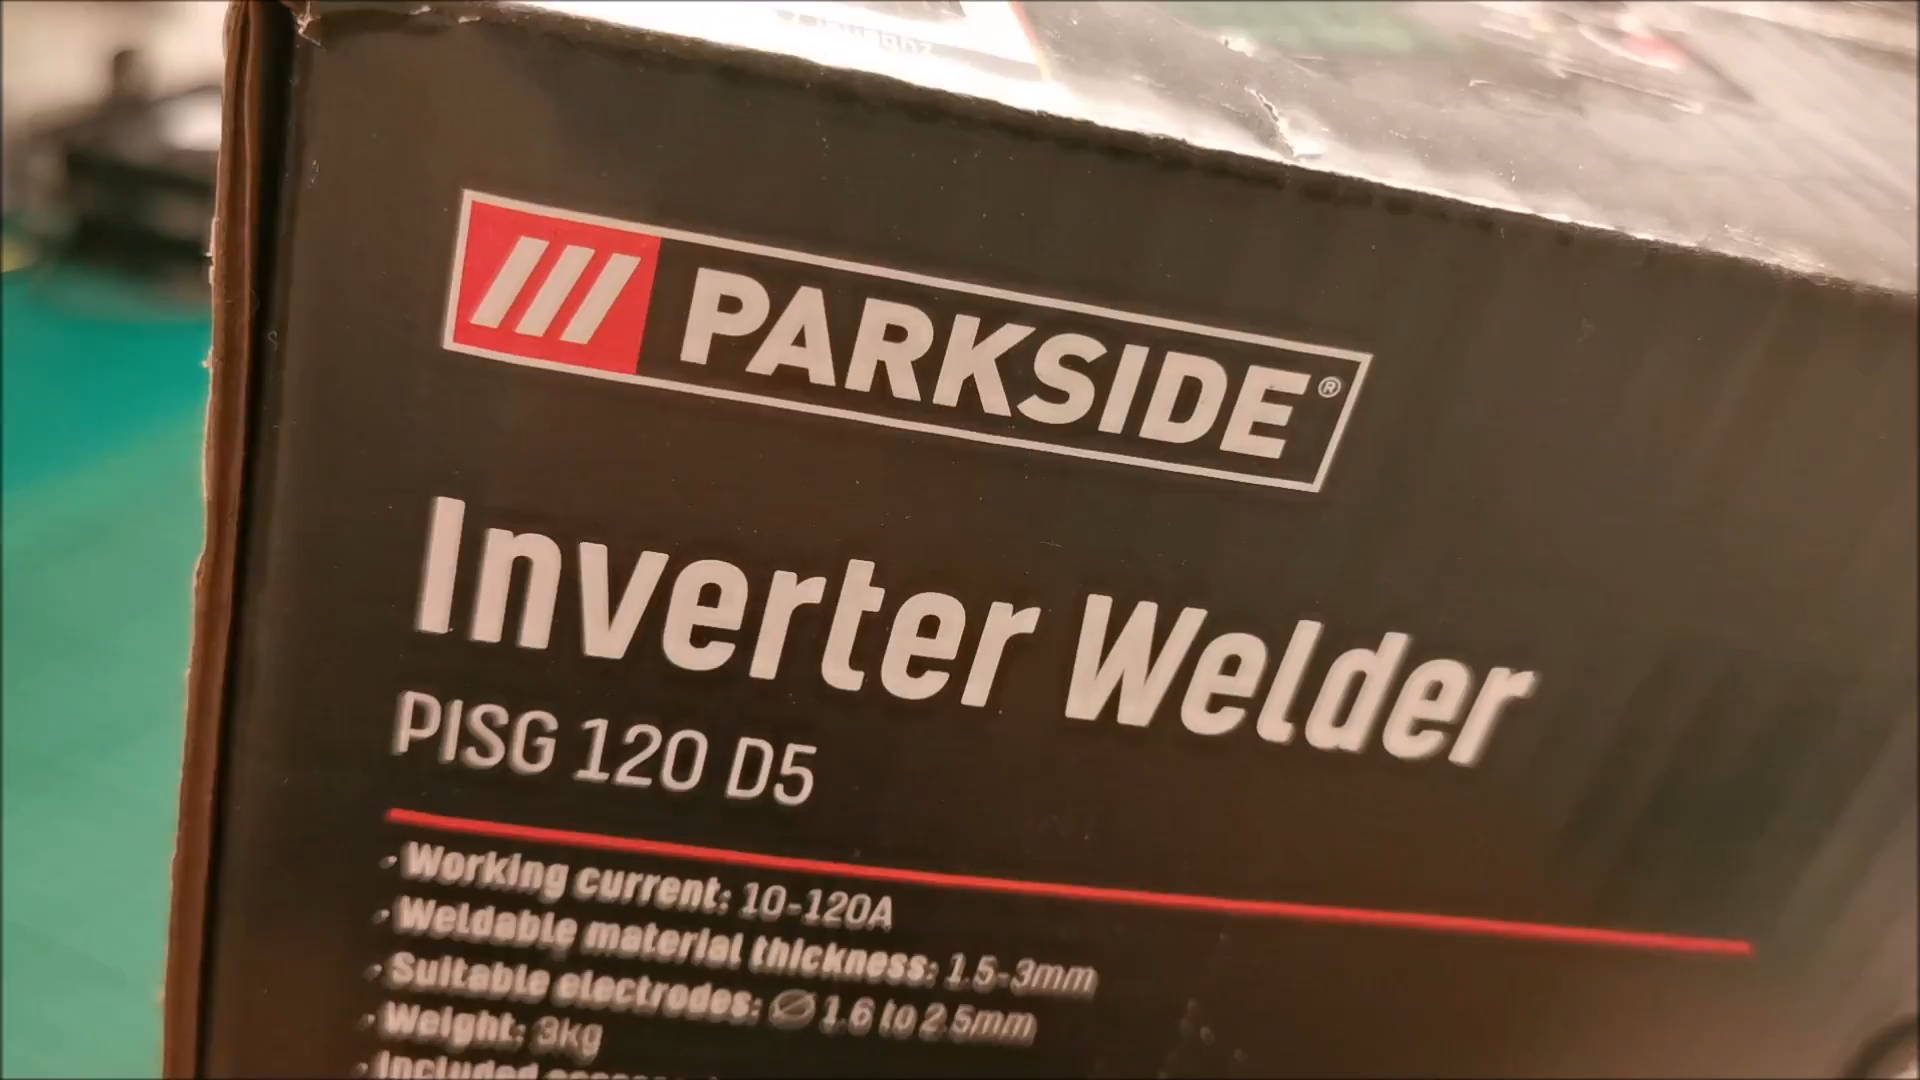 PARKSIDE®
Inverter Welder
PISG 120 D5
· Working current: 10-120A
· Weldable material thickness: 1.5-3mm
· Suitable electrodes: Ø 1.6 to 2.5mm
· Weight: 3kg
· Included